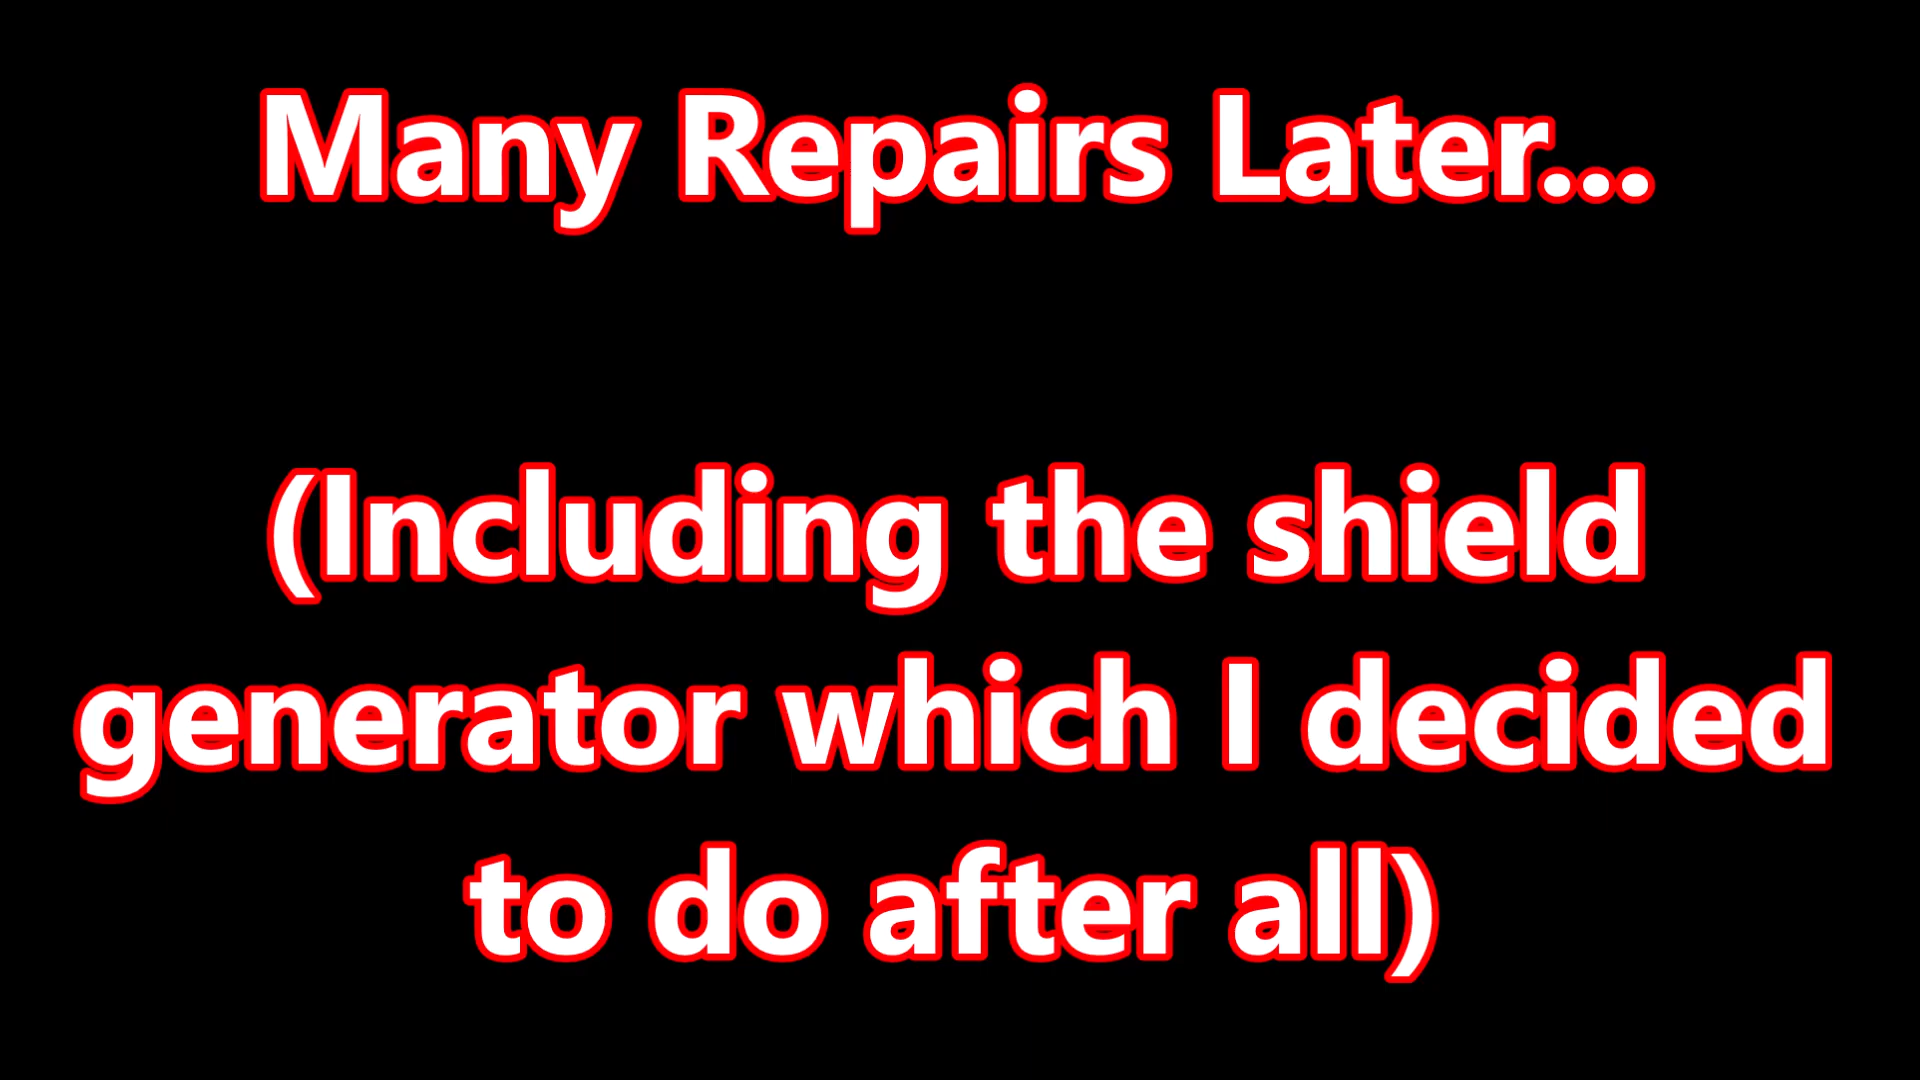 Many Repairs Later...
(Including the shield
generator which I decided
to do after all)